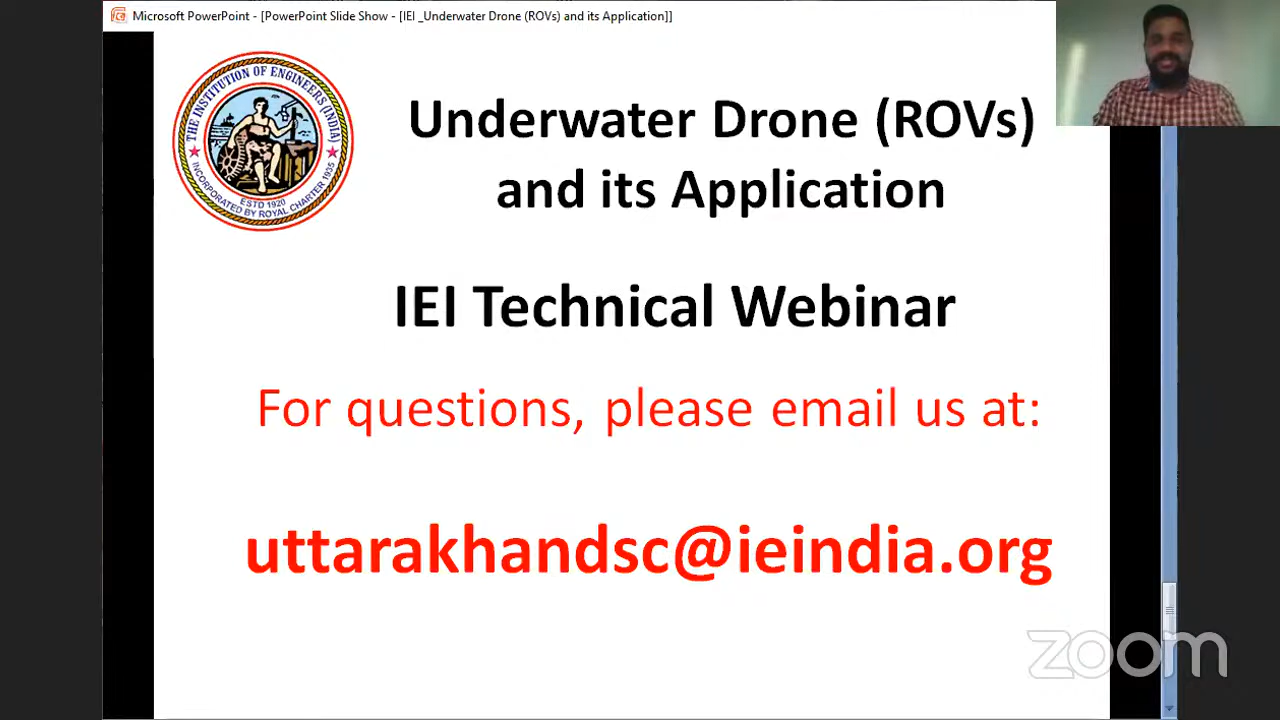 Microsoft PowerPoint - [PowerPoint Slide Show - [IEI _Underwater Drone (ROVs) and its Application]]
THE INSTITUTION OF ENGINEERS (INDIA)
ESTD 1920
INCORPORATED BY ROYAL CHARTER 1935
Underwater Drone (ROVs)
and its Application
IEI Technical Webinar
For questions, please email us at:
uttarakhandsc@ieindia.org
zoom